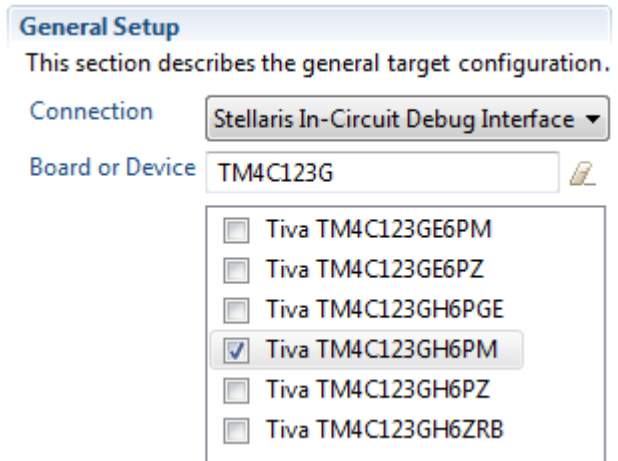 General Setup
This section describes the general target configuration.
Connection Stellaris In-Circuit Debug Interface
Board or Device TM4C123G
Tiva TM4C123GE6PM
Tiva TM4C123GE6PZ
Tiva TM4C123GH6PGE
Tiva TM4C123GH6PM
Tiva TM4C123GH6PZ
Tiva TM4C123GH6ZRB